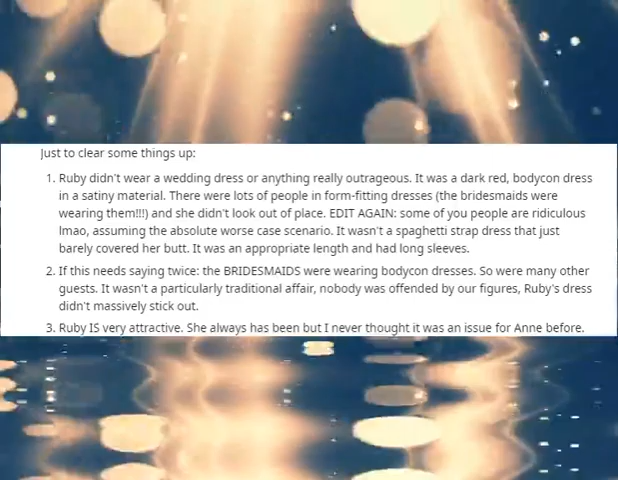 Just to clear some things up:
1. Ruby didn't wear a wedding dress or anything really outrageous. It was a dark red, bodycon dress
in a satiny material. There were lots of people in form-fitting dresses (the bridesmaids were
wearing them!!!) and she didn't look out of place. EDIT AGAIN: some of you people are ridiculous
lmao, assuming the absolute worse case scenario. It wasn't a spaghetti strap dress that just
barely covered her butt. It was an appropriate length and had long sleeves.
2. If this needs saying twice: the BRIDESMAIDS were wearing bodycon dresses. So were many other
guests. It wasn't a particularly traditional affair, nobody was offended by our figures, Ruby's dress
didn't massively stick out.
3. Ruby IS very attractive. She always has been but I never thought it was an issue for Anne before.